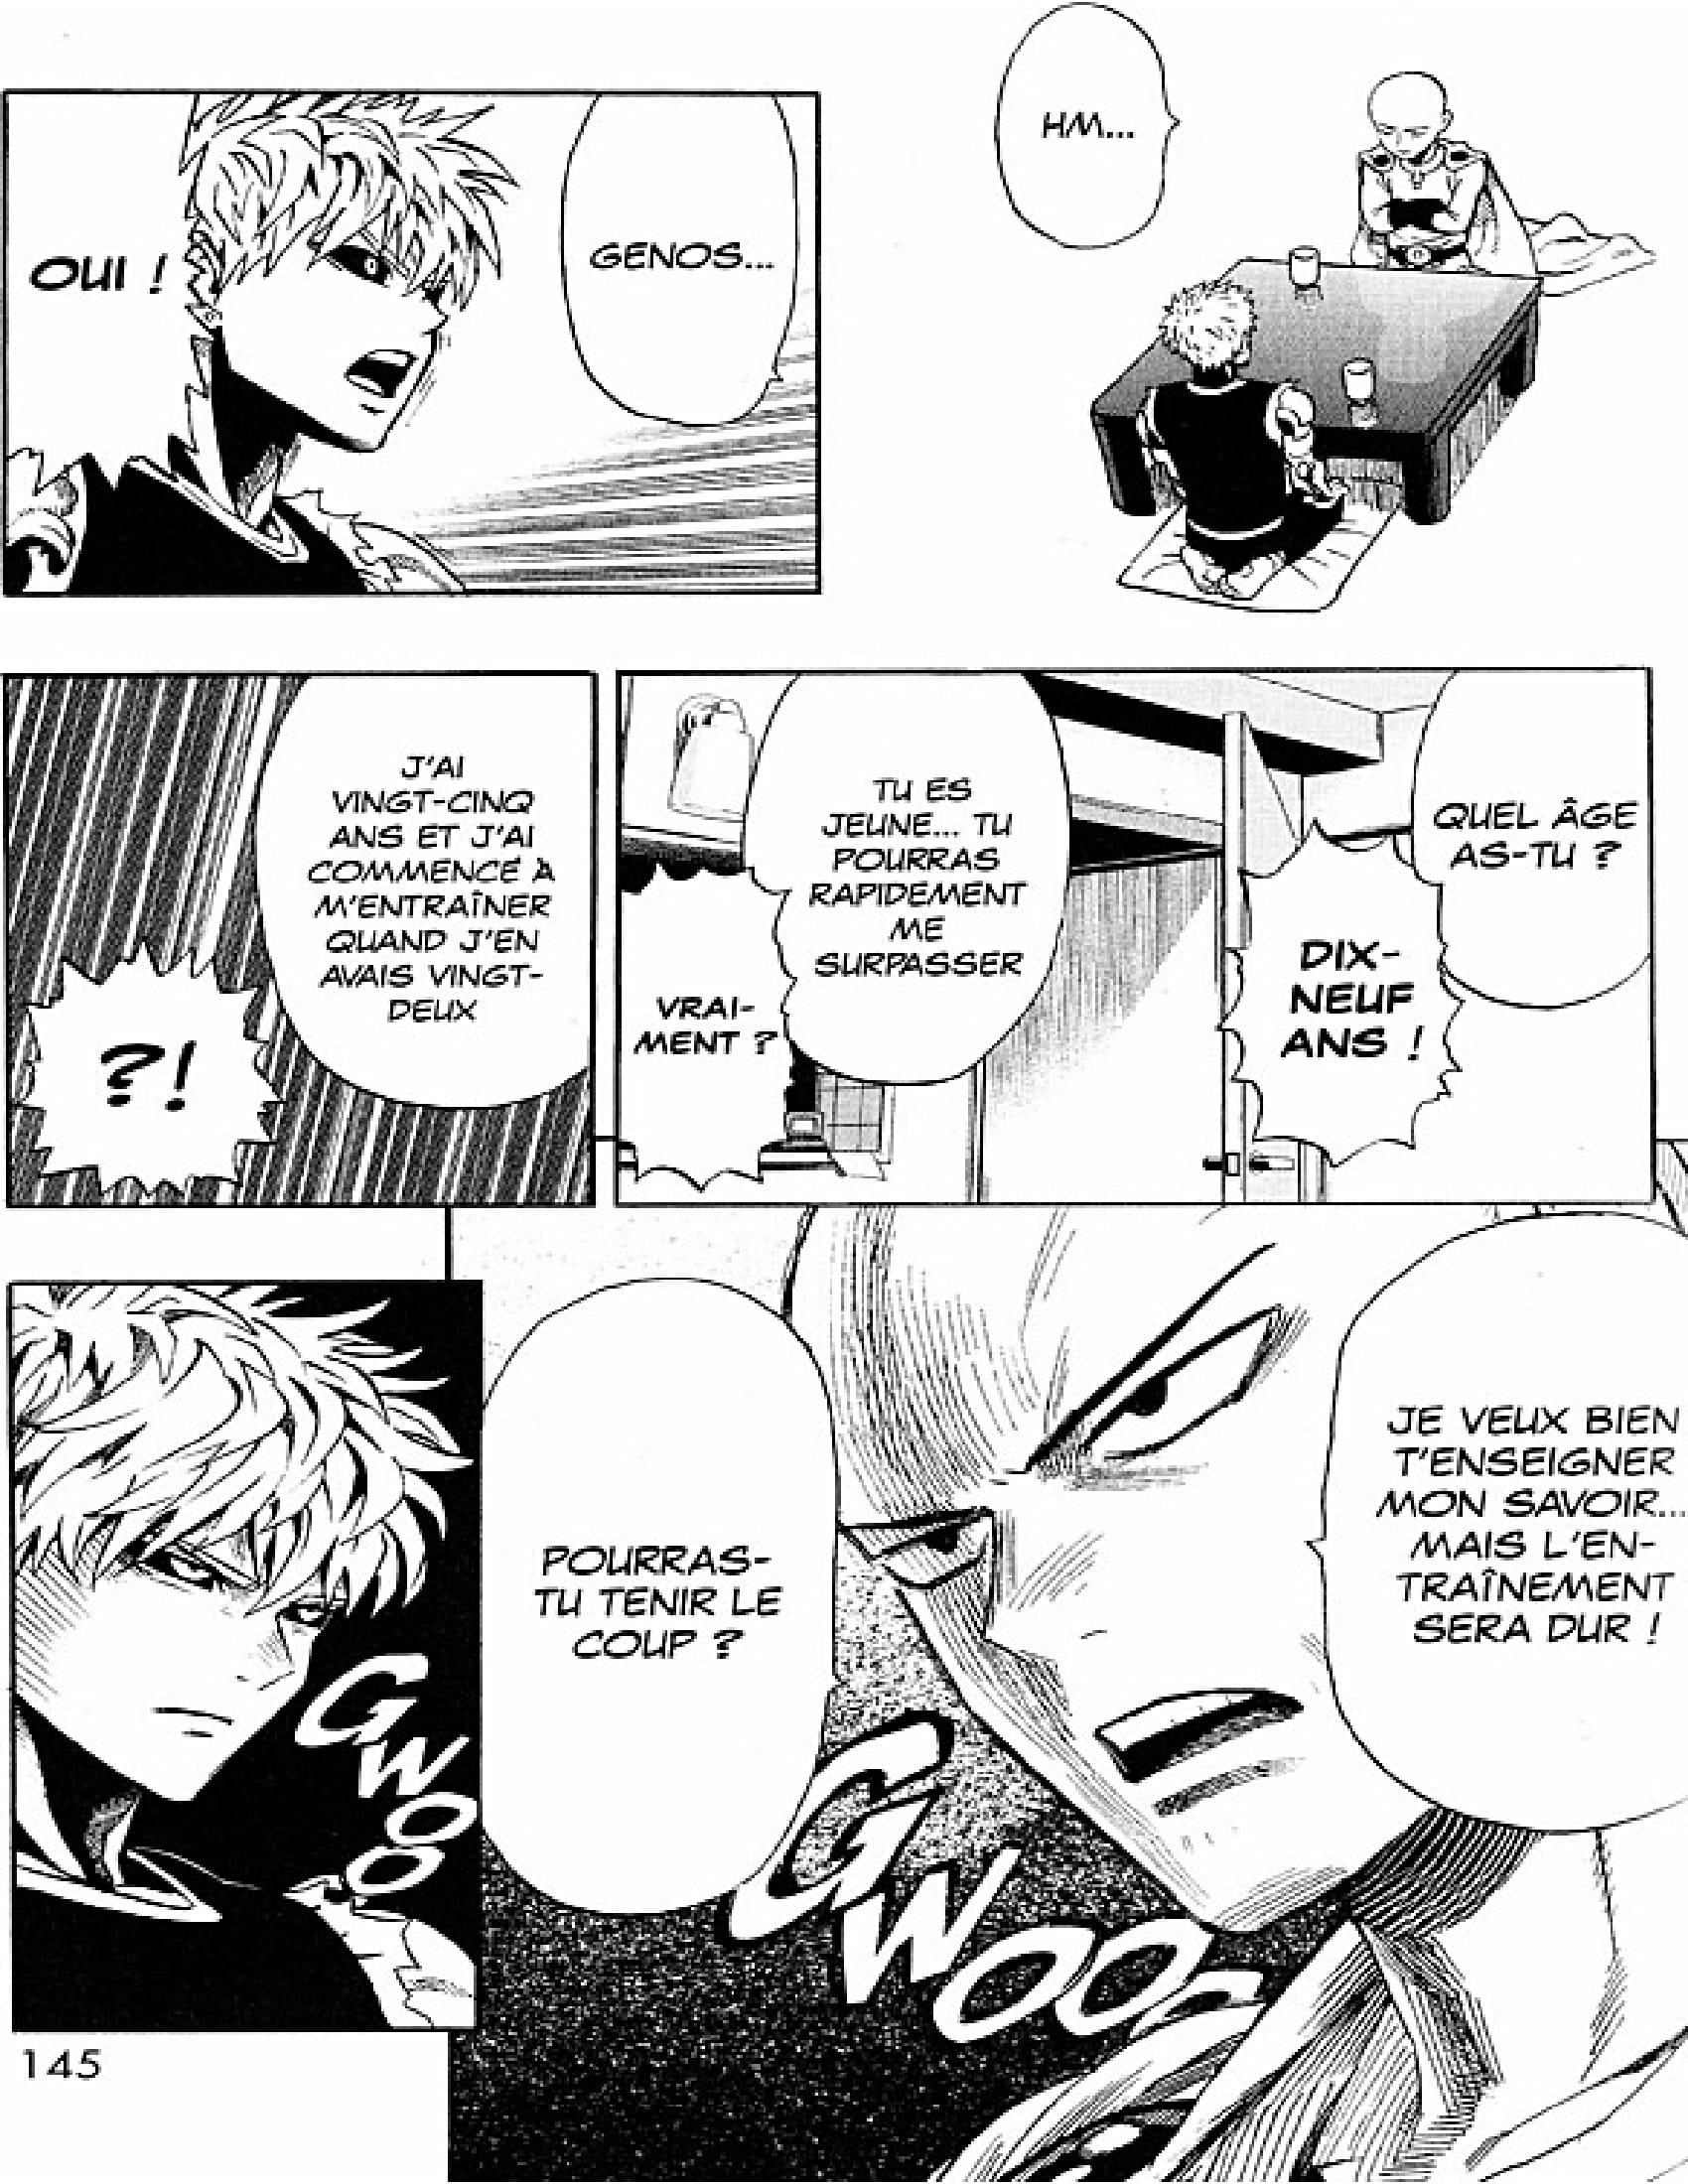 HM...
GENOS...
OUI !
QUEL ÂGE
AS-TU ?
DIX-
NEUF
ANS !
TU ES
JEUNE... TU
POURRAS
RAPIDEMENT
ME
SURPASSER
VRAI-
MENT ?
J'AI
VINGT-CINQ
ANS ET J'AI
COMMENCÉ À
M'ENTRAÎNER
QUAND J'EN
AVAIS VINGT-
DEUX
?!
JE VEUX BIEN
T'ENSEIGNER
MON SAVOIR...
MAIS L'EN-
TRAÎNEMENT
SERA DUR !
POURRAS-
TU TENIR LE
COUP ?
GWOOO
GWOO
145